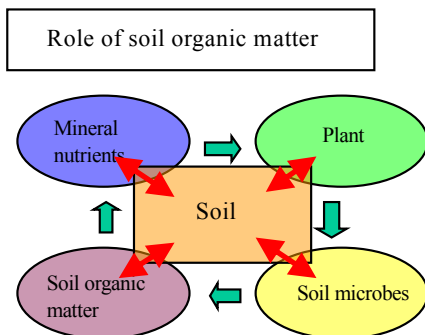 Role of soil organic matter
Mineral
nutrients
Plant
Soil
Soil organic
matter
Soil microbes